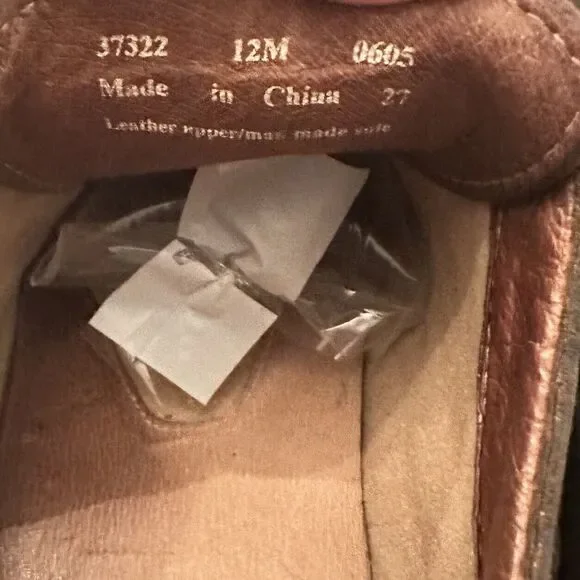 37322 12M 0605
Made in China 27
Leather upper/man made sole